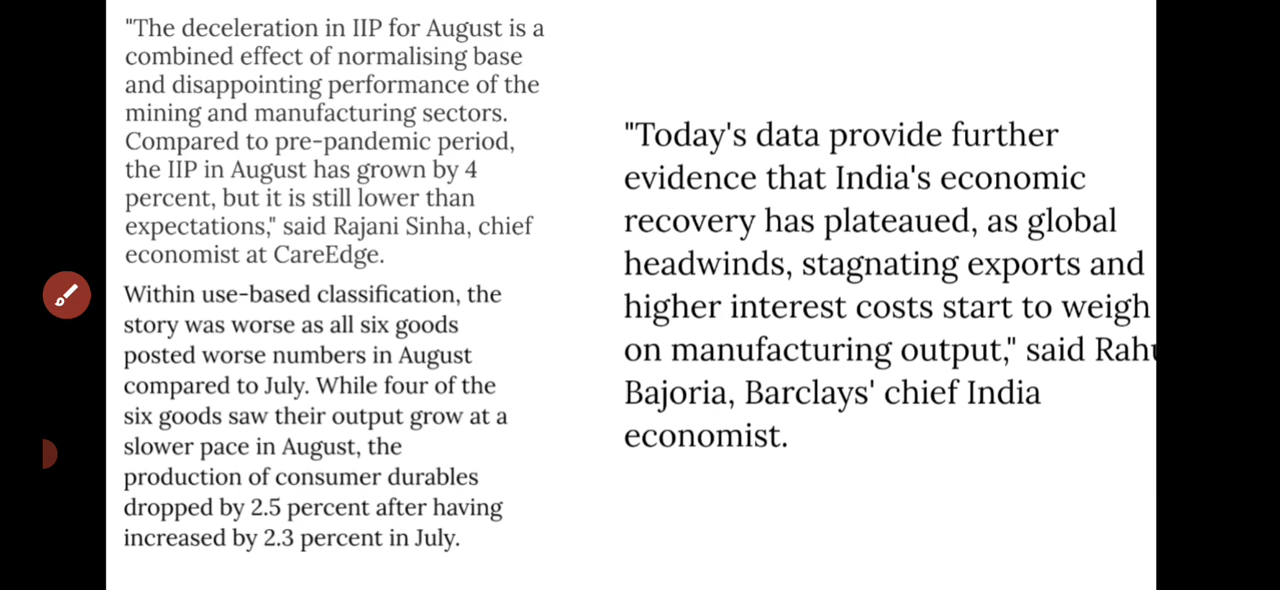 "The deceleration in IIP for August is a
combined effect of normalising base
and disappointing performance of the
mining and manufacturing sectors.
Compared to pre-pandemic period,
the IIP in August has grown by 4
percent, but it is still lower than
expectations," said Rajani Sinha, chief
economist at CareEdge.
Within use-based classification, the
story was worse as all six goods
posted worse numbers in August
compared to July. While four of the
six goods saw their output grow at a
slower pace in August, the
production of consumer durables
dropped by 2.5 percent after having
increased by 2.3 percent in July.
"Today's data provide further
evidence that India's economic
recovery has plateaued, as global
headwinds, stagnating exports and
higher interest costs start to weigh
on manufacturing output," said
Bajoria, Barclays' chief India
economist.